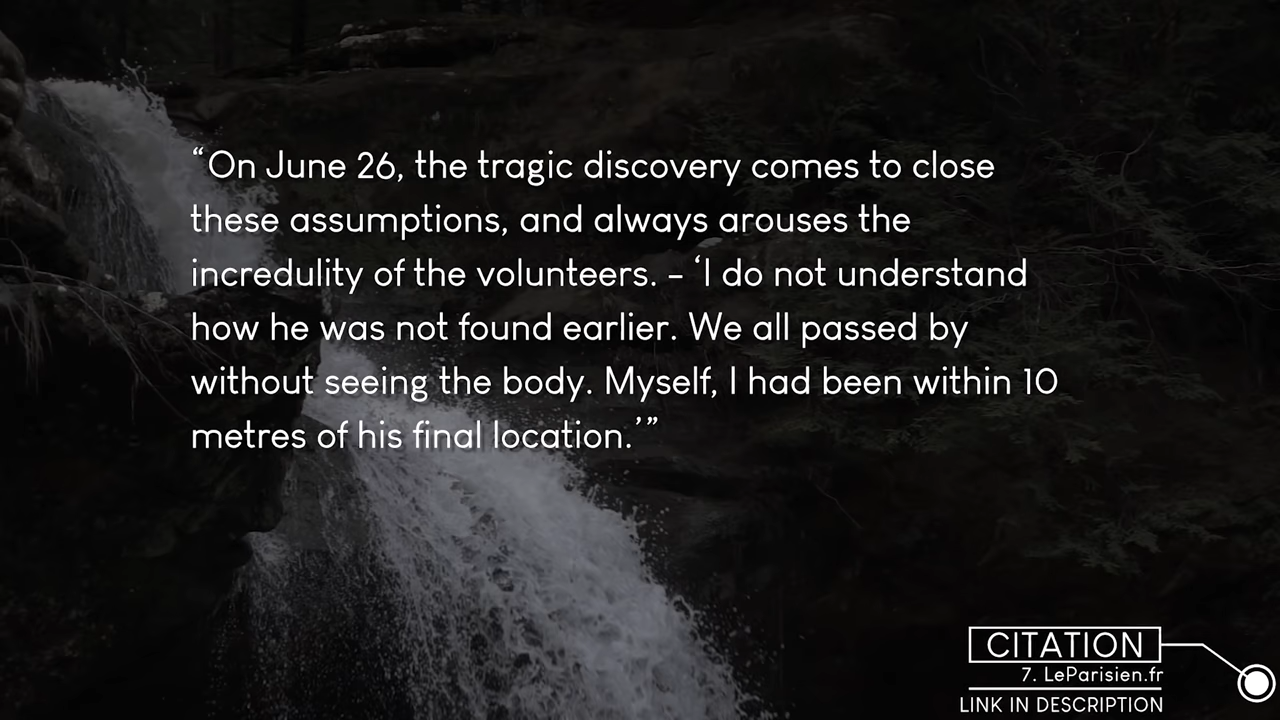 “On June 26, the tragic discovery comes to close
these assumptions, and always arouses the
incredulity of the volunteers. – ‘I do not understand
how he was not found earlier. We all passed by
without seeing the body. Myself, I had been within 10
metres of his final location.’”
CITATION
7. LeParisien.fr
LINK IN DESCRIPTION